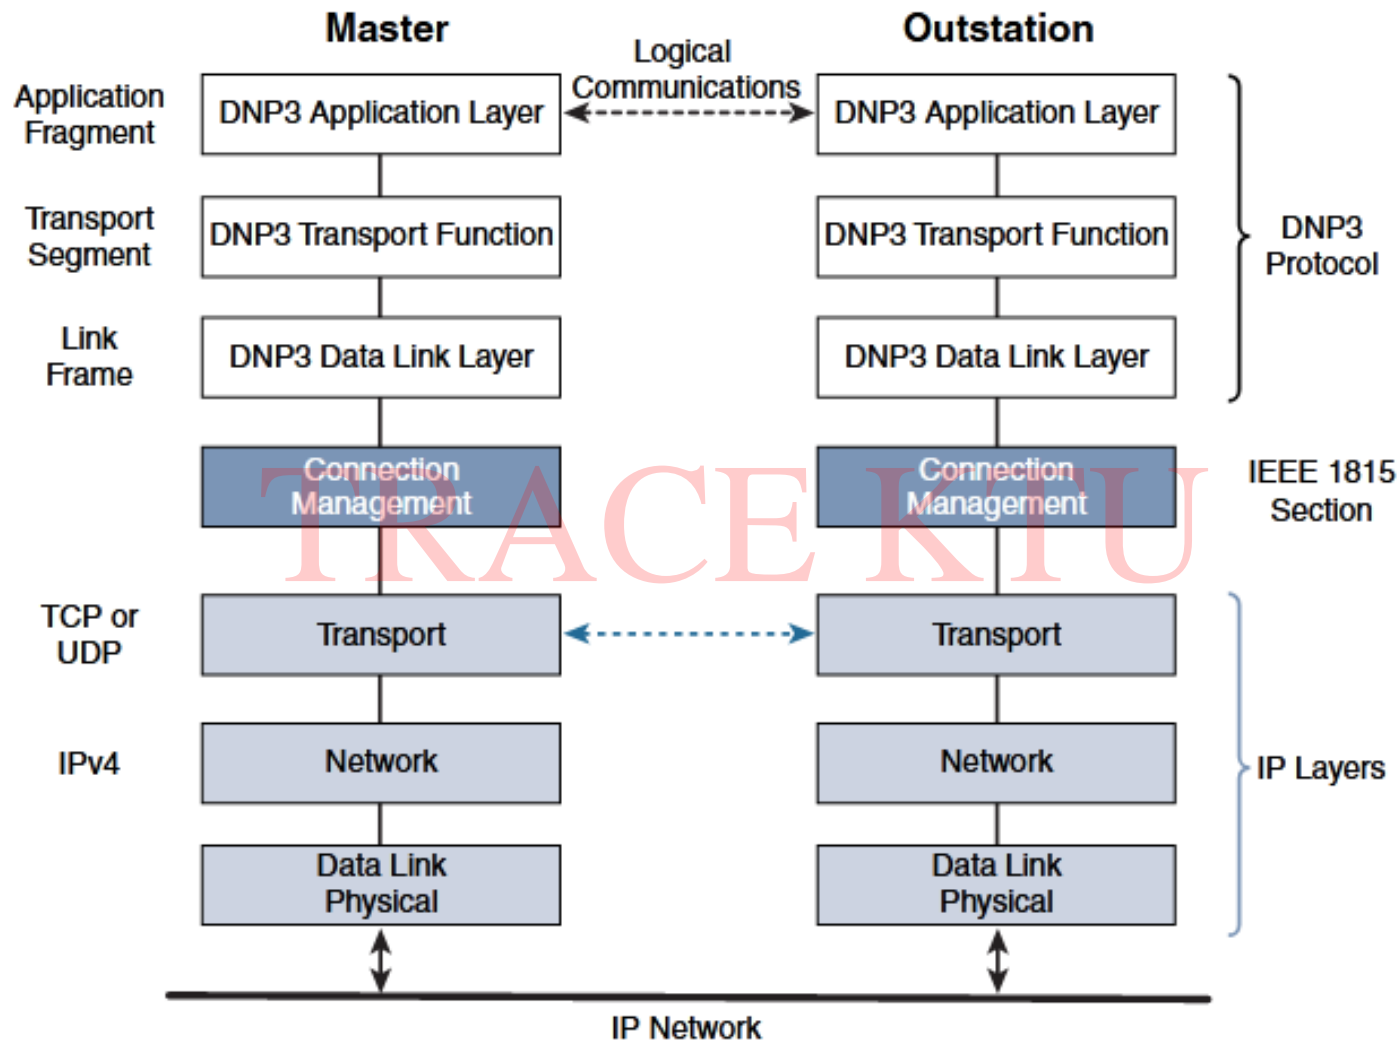 Master
Outstation
Logical
Communications
Application
Fragment
DNP3 Application Layer
DNP3 Application Layer
Transport
Segment
DNP3 Transport Function
DNP3 Transport Function
DNP3
Protocol
Link
Frame
DNP3 Data Link Layer
DNP3 Data Link Layer
Connection
Management
Connection
Management
IEEE 1815
Section
TRACE KTU
TCP or
UDP
Transport
Transport
IPv4
Network
Network
IP Layers
Data Link
Physical
Data Link
Physical
IP Network